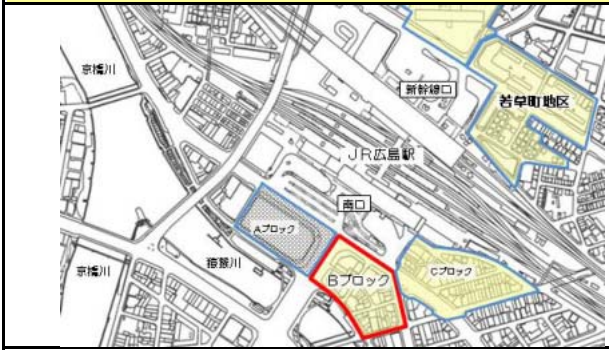 京橋川
新幹線口
若草町地区
JR広島駅
南口
Aブロック
猿猴川
京橋川
Bブロック
Cブロック